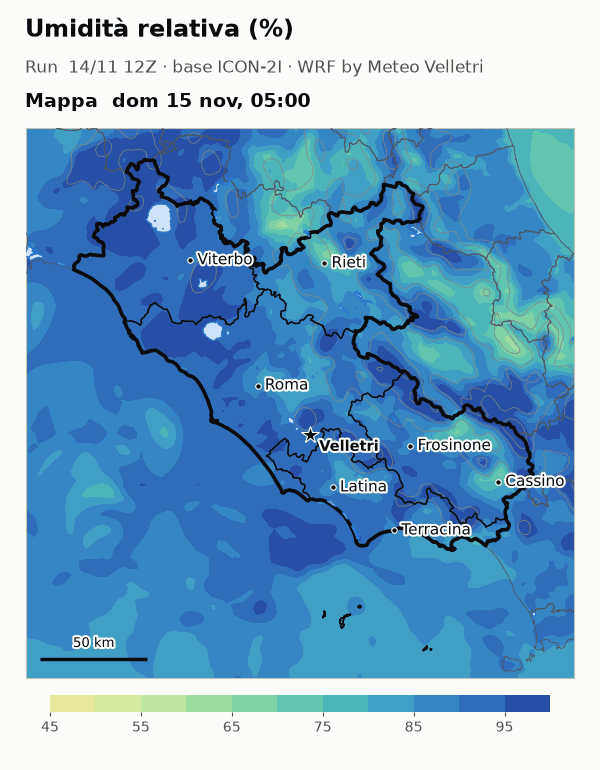 Umidità relativa (%)
Run  14/11 12Z · base ICON-2I · WRF by Meteo Velletri
Mappa  dom 15 nov, 05:00
Viterbo
Rieti
Roma
Velletri
Frosinone
Cassino
Latina
Terracina
50 km
45 55 65 75 85 95